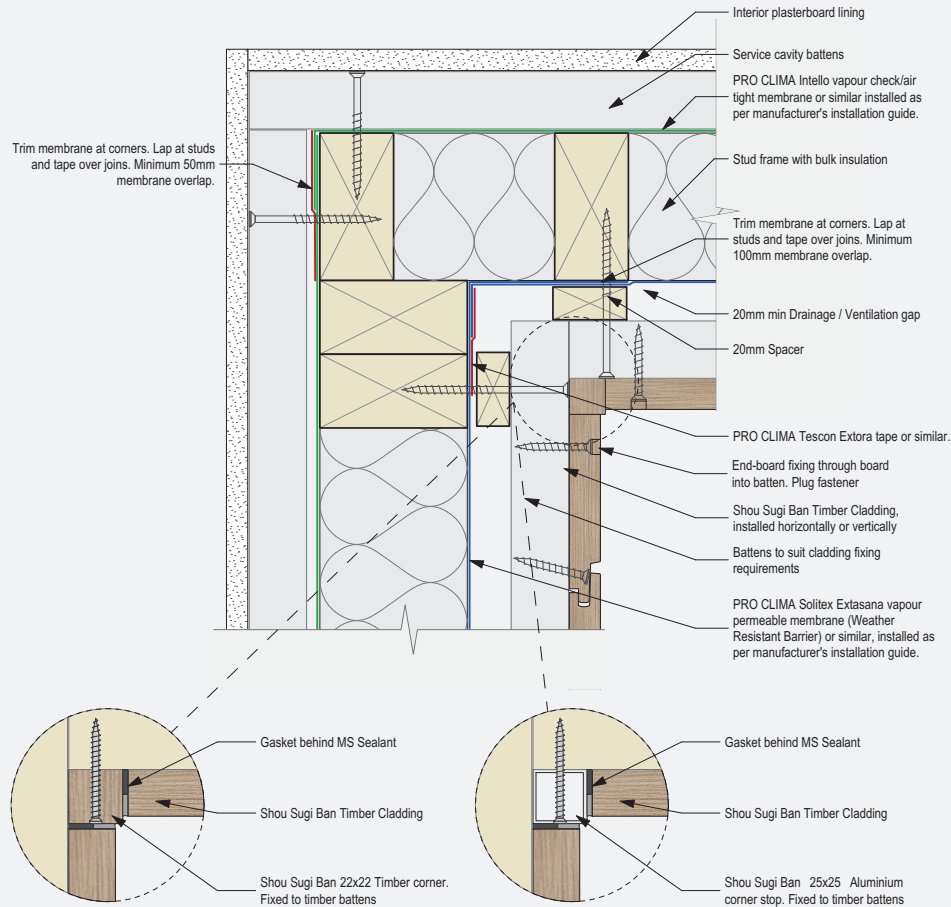 Interior plasterboard lining
Service cavity battens
PRO CLIMA Intello vapour check/air
tight membrane or similar installed as
per manufacturer's installation guide.
Trim membrane at corners. Lap at studs
and tape over joins. Minimum 50mm
membrane overlap.
Stud frame with bulk insulation
Trim membrane at corners. Lap at
studs and tape over joins. Minimum
100mm membrane overlap.
20mm min Drainage / Ventilation gap
20mm Spacer
PRO CLIMA Tescon Extora tape or similar.
End-board fixing through board
into batten. Plug fastener
Shou Sugi Ban Timber Cladding,
installed horizontally or vertically
Battens to suit cladding fixing
requirements
PRO CLIMA Solitex Extasana vapour
permeable membrane (Weather
Resistant Barrier) or similar, installed as
per manufacturer's installation guide.
Gasket behind MS Sealant
Shou Sugi Ban Timber Cladding
Shou Sugi Ban 22x22 Timber corner.
Fixed to timber battens
Gasket behind MS Sealant
Shou Sugi Ban Timber Cladding
Shou Sugi Ban 25x25 Aluminium
corner stop. Fixed to timber battens